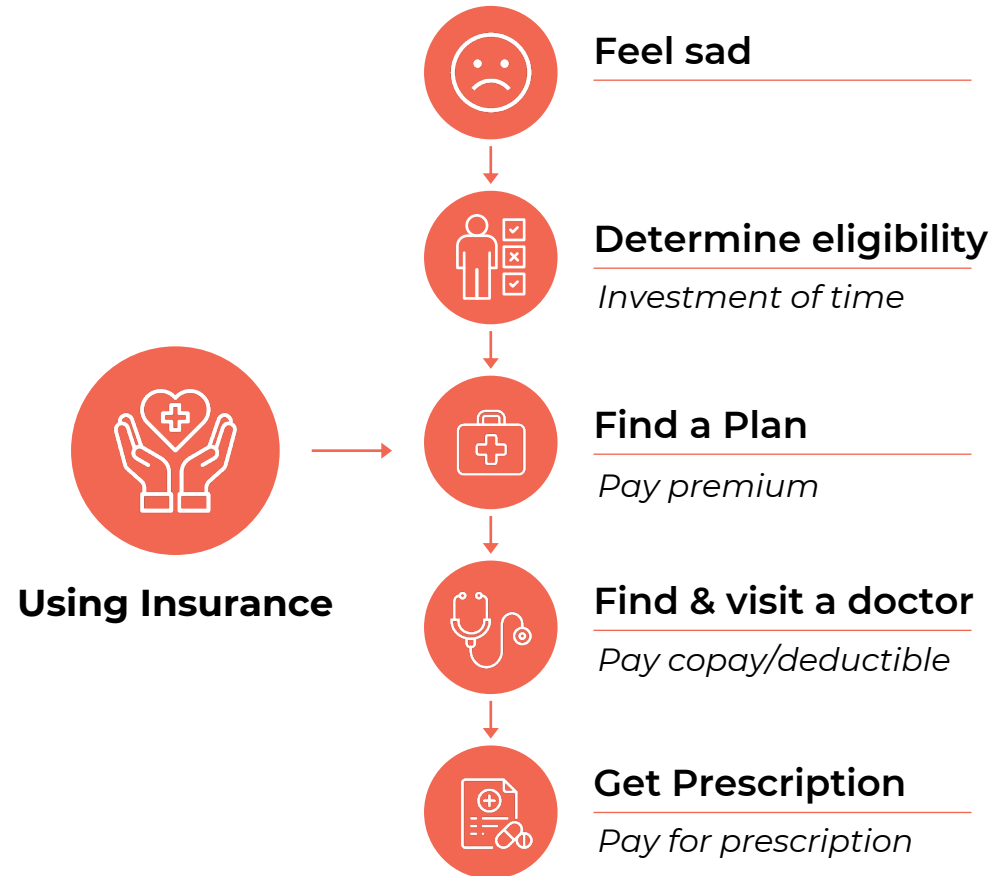 Feel sad
Determine eligibility
Investment of time
Find a Plan
Pay premium
Using Insurance
Find & visit a doctor
Pay copay/deductible
Get Prescription
Pay for prescription